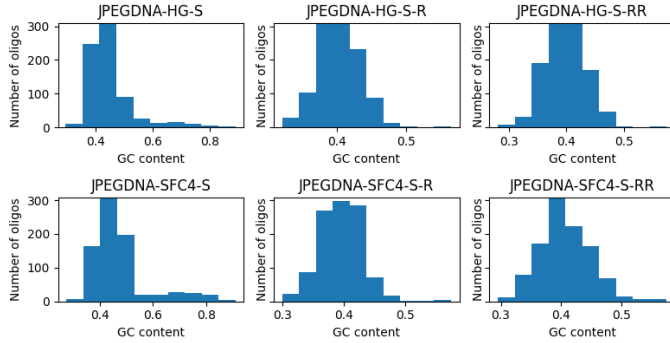 JPEGDNA-HG-S
JPEGDNA-HG-S-R
JPEGDNA-HG-S-RR
Number of oligos
300
200
100
0
0.4
0.6
0.8
GC content
Number of oligos
0.4
0.5
GC content
Number of oligos
0.3
0.4
0.5
GC content
JPEGDNA-SFC4-S
JPEGDNA-SFC4-S-R
JPEGDNA-SFC4-S-RR
Number of oligos
300
200
100
0
0.4
0.6
0.8
GC content
Number of oligos
0.3
0.4
0.5
GC content
Number of oligos
0.3
0.4
0.5
GC content